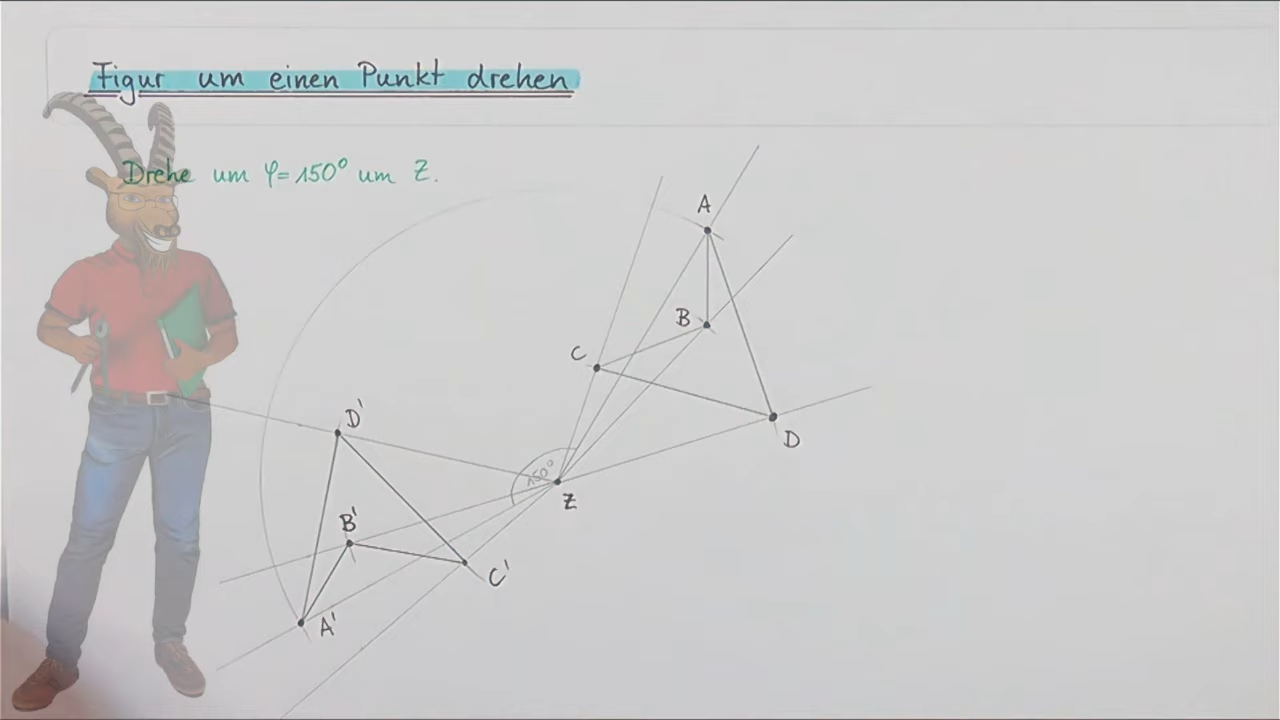 Figur um einen Punkt drehen
Drehe um φ=150° um Z.
A
B
C
D'
D
150°
Z
B'
C'
A'